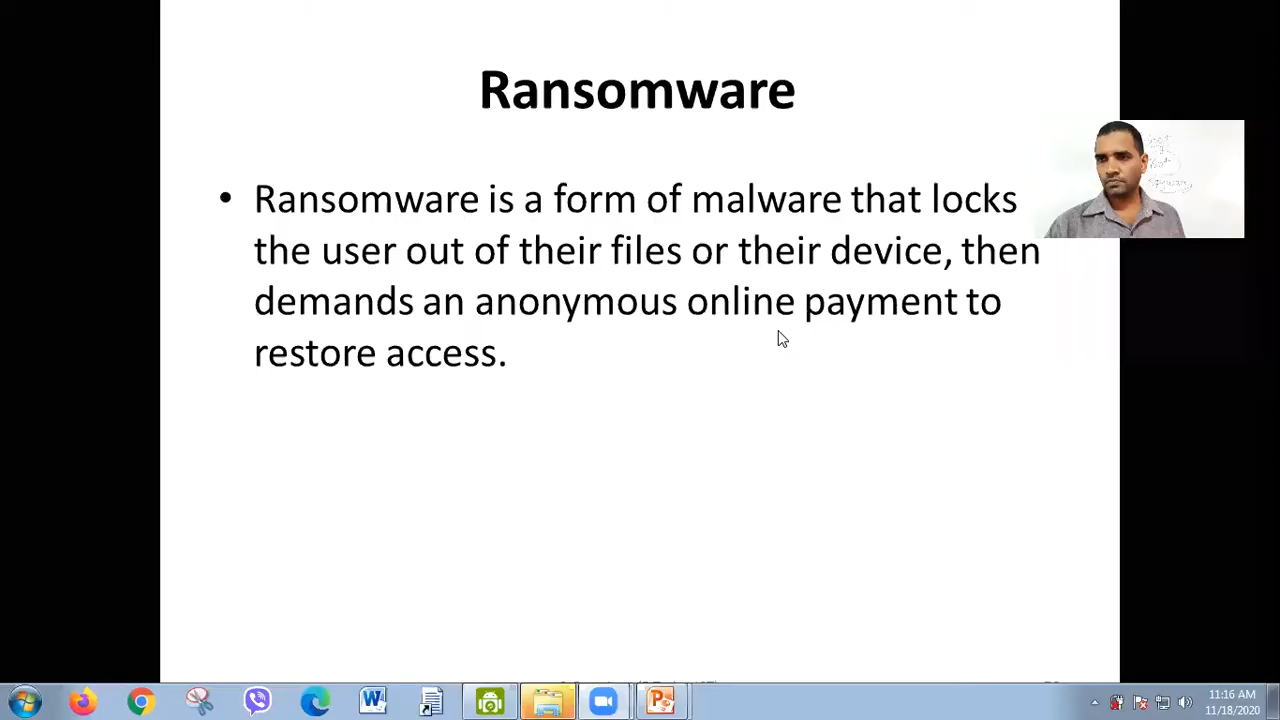 Ransomware
• Ransomware is a form of malware that locks
the user out of their files or their device, then
demands an anonymous online payment to
restore access.
Spyware
11:16 AM
11/18/2020